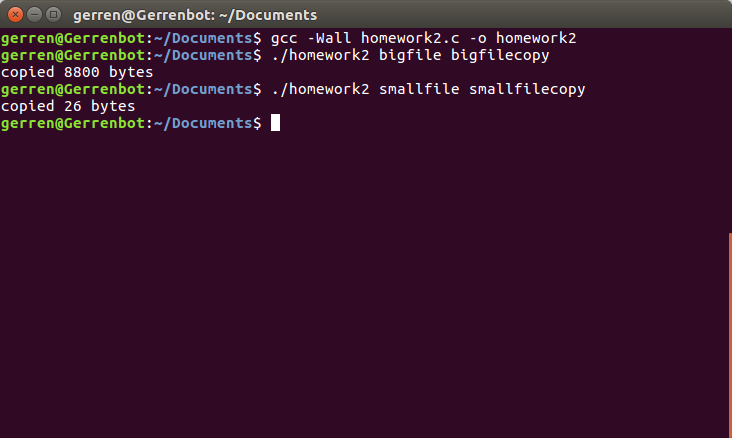 gerren@Gerrenbot: ~/Documents
gerren@Gerrenbot:~/Documents$ gcc -Wall homework2.c -o homework2
gerren@Gerrenbot:~/Documents$ ./homework2 bigfile bigfilecopy
copied 8800 bytes
gerren@Gerrenbot:~/Documents$ ./homework2 smallfile smallfilecopy
copied 26 bytes
gerren@Gerrenbot:~/Documents$